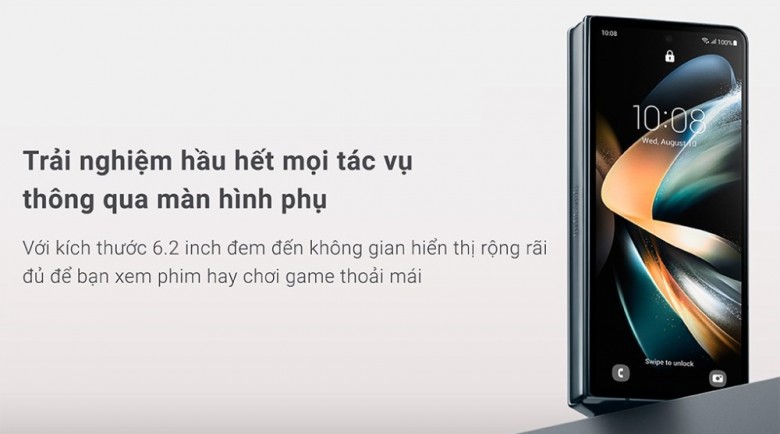 Trải nghiệm hầu hết mọi tác vụ
thông qua màn hình phụ
Với kích thước 6.2 inch đem đến không gian hiển thị rộng rãi
đủ để bạn xem phim hay chơi game thoải mái
10:08
100%
10:08
Wed, August 10
Swipe to unlock